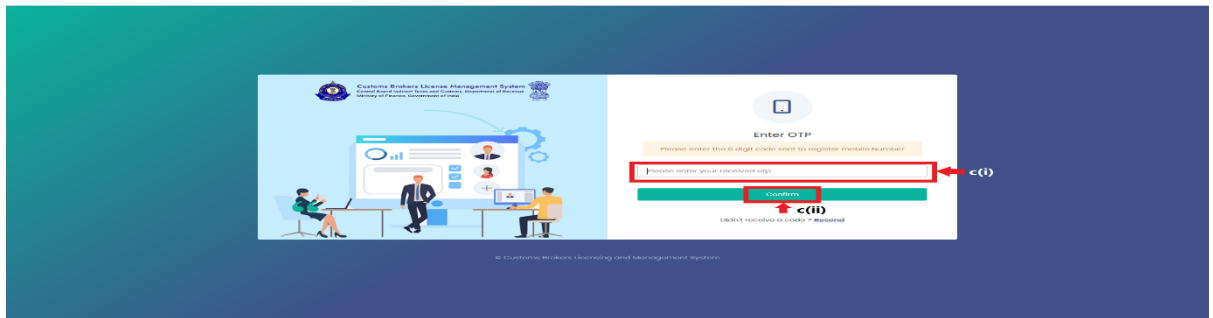 Customs Brokers License Management System
Central Board Indirect Taxes and Customs, Department of Revenue
Ministry of Finance, Government of India
Enter OTP
Please enter the 6 digit code sent to register mobile Number
Please enter your received otp
c(i)
Confirm
c(ii)
Didn't receive a code ? Resend
© Customs Brokers Licensing and Management System